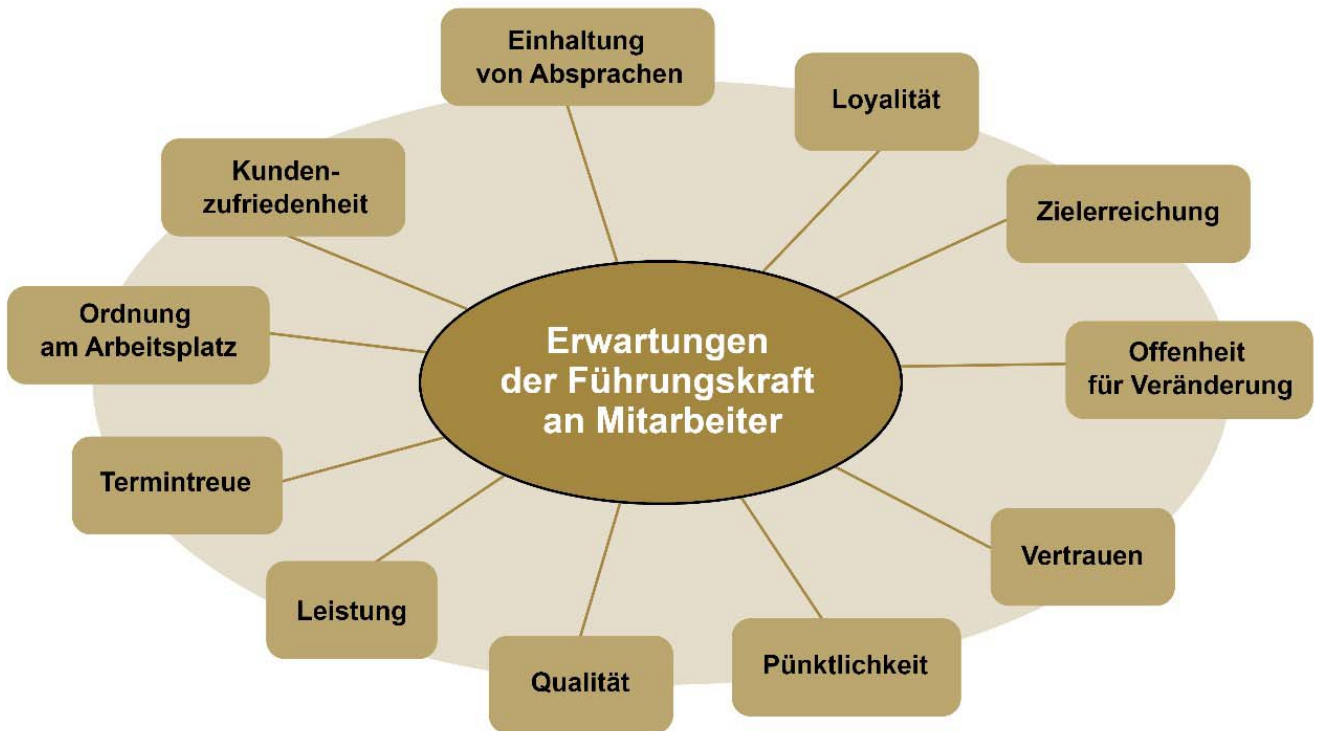 Einhaltung
von Absprachen
Loyalität
Kunden-
zufriedenheit
Zielerreichung
Ordnung
am Arbeitsplatz
Erwartungen
der Führungskraft
an Mitarbeiter
Offenheit
für Veränderung
Termintreue
Vertrauen
Leistung
Qualität
Pünktlichkeit